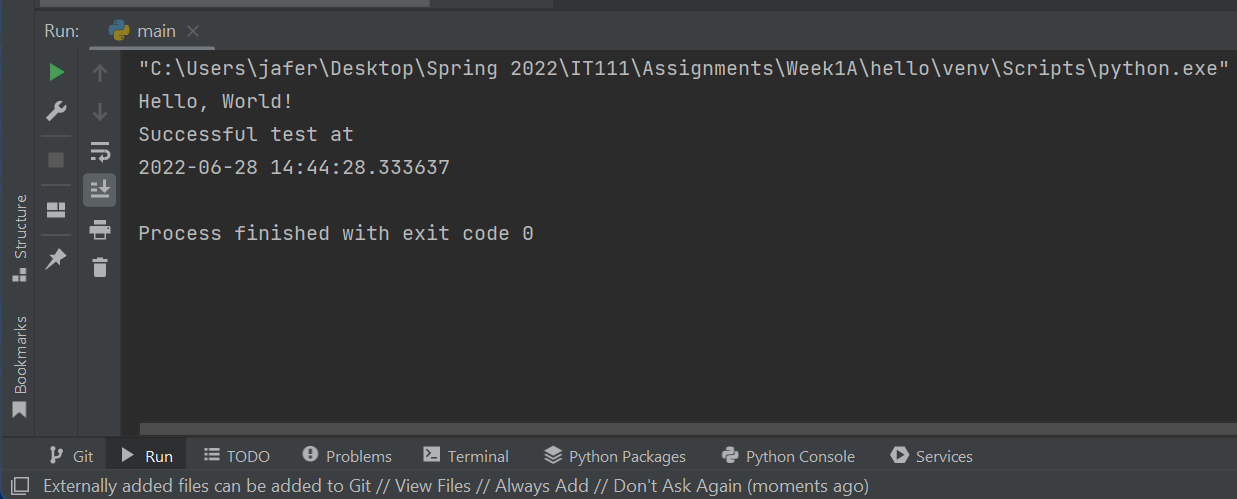 Run: main
"C:\Users\jafer\Desktop\Spring 2022\IT111\Assignments\Week1A\hello\venv\Scripts\python.exe"
Hello, World!
Successful test at
2022-06-28 14:44:28.333637
Process finished with exit code 0
Structure
Bookmarks
Git Run TODO Problems Terminal Python Packages Python Console Services
Externally added files can be added to Git // View Files // Always Add // Don't Ask Again (moments ago)